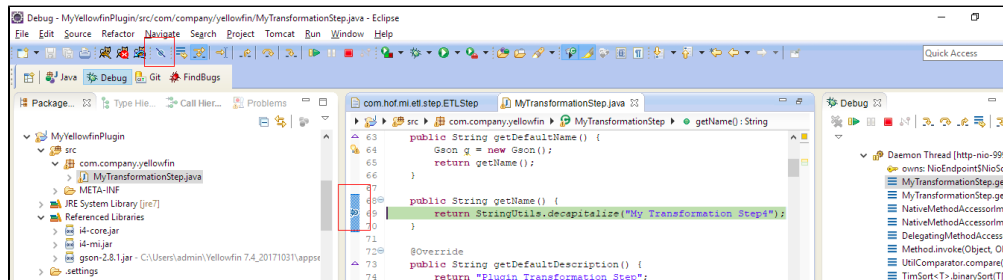 Debug - MyYellowfinPlugin/src/com/company/yellowfin/MyTransformationStep.java - Eclipse
File Edit Source Refactor Navigate Search Project Tomcat Run Window Help
Quick Access
Java Debug Git FindBugs
Package... Type Hie... Call Hier... Problems
MyYellowfinPlugin
src
com.company.yellowfin
MyTransformationStep.java
META-INF
JRE System Library [jre7]
Referenced Libraries
i4-core.jar
i4-mi.jar
gson-2.8.1.jar - C:\Users\admin\Yellowfin 7.4_20171031\appse
.settings
com.hof.mi.etl.step.ETLStep MyTransformationStep.java
src com.company.yellowfin MyTransformationStep getName() : String
63 public String getDefaultName() {
64 Gson g = new Gson();
65 return getName();
66 }
67
68 public String getName() {
69 return StringUtils.decapitalize("My Transformation Step4");
70 }
71
72 @Override
73 public String getDefaultDescription() {
74 return "Plugin Transformation Step";
Debug
Daemon Thread [http-nio-99
owns: NioEndpoint$NioSo
MyTransformationStep.ge
MyTransformationStep.ge
NativeMethodAccessorIm
NativeMethodAccessorIm
DelegatingMethodAccess
Method.invoke(Object, O
UtilComparator.compare(
TimSort<T>.binarySort(T[